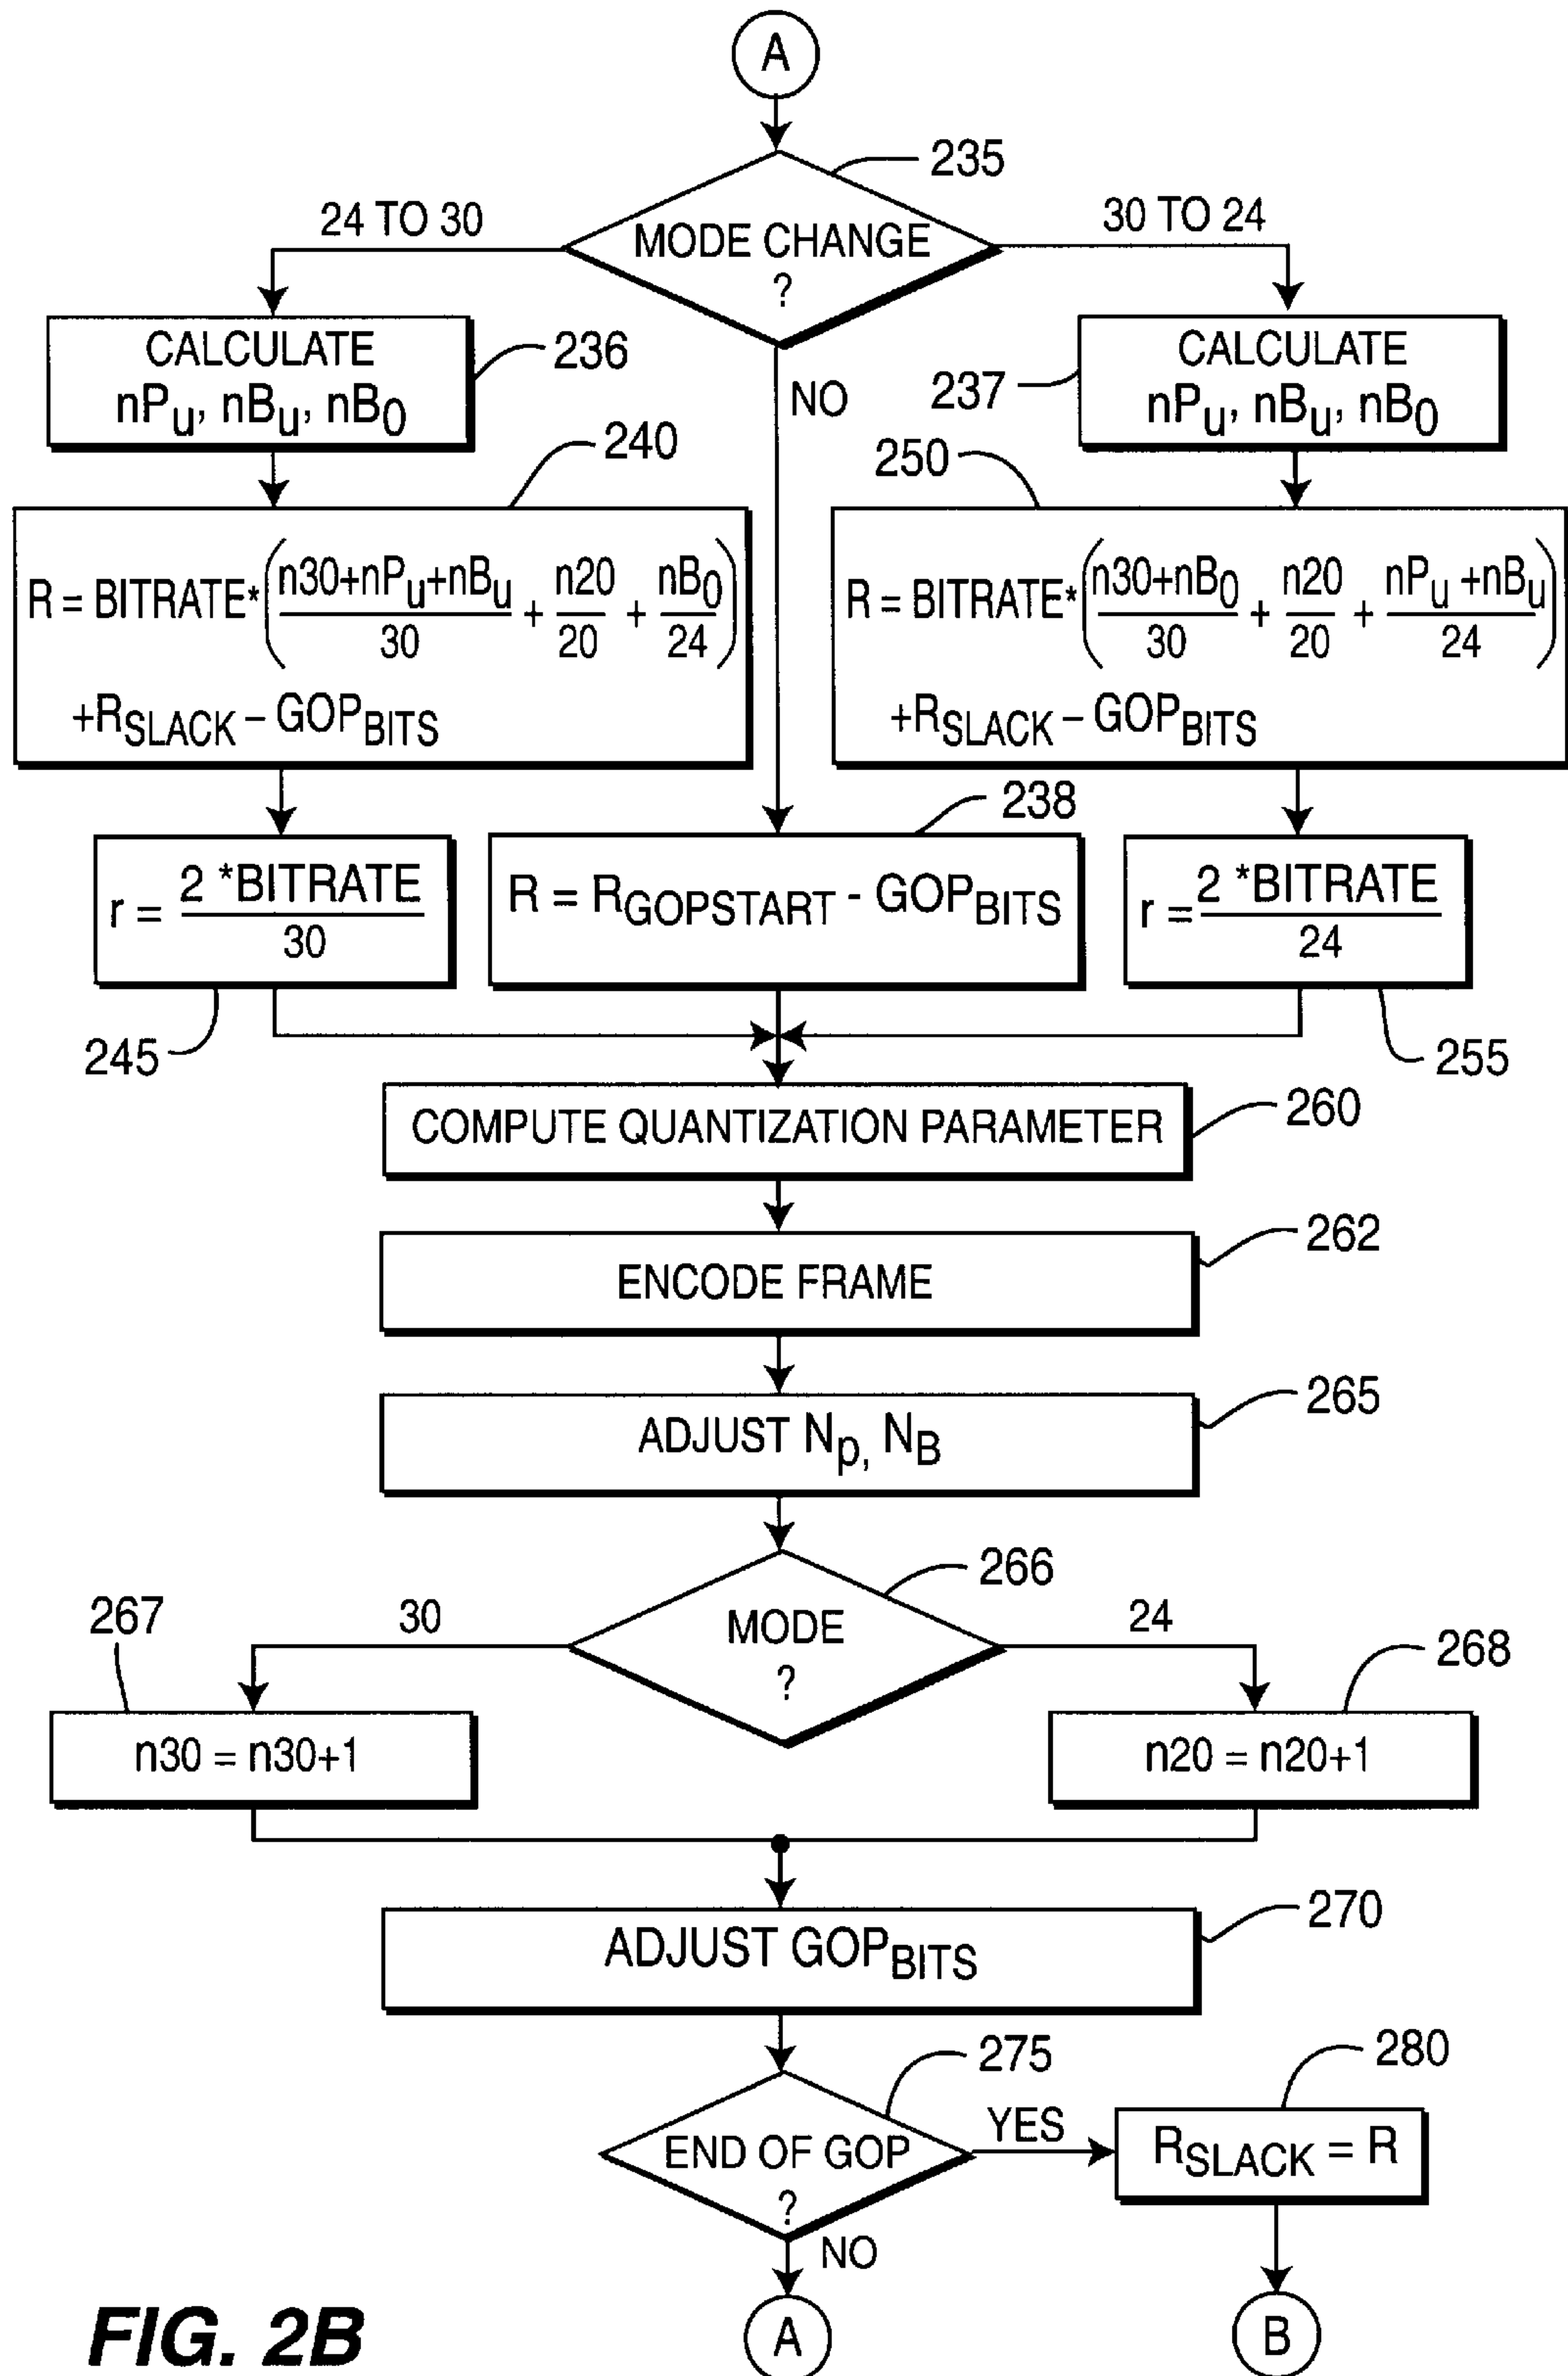 A
235
24 TO 30
30 TO 24
MODE CHANGE
?
CALCULATE
nPu, nBu, nB0
236
NO
237
CALCULATE
nPu, nBu, nB0
240
250
R = BITRATE*(n30+nPu+nBu/30 + n20/20 + nB0/24)
+RSLACK – GOPBITS
R = BITRATE*(n30+nB0/30 + n20/20 + nPu +nBu/24)
+RSLACK – GOPBITS
238
r = 2 *BITRATE/30
R = RGOPSTART - GOPBITS
r = 2 *BITRATE/24
245
255
COMPUTE QUANTIZATION PARAMETER
260
ENCODE FRAME
262
ADJUST Np, NB
265
266
267
30
MODE
?
24
268
n30 = n30+1
n20 = n20+1
ADJUST GOPBITS
270
275
280
END OF GOP
?
YES
RSLACK = R
NO
A
B
FIG. 2B